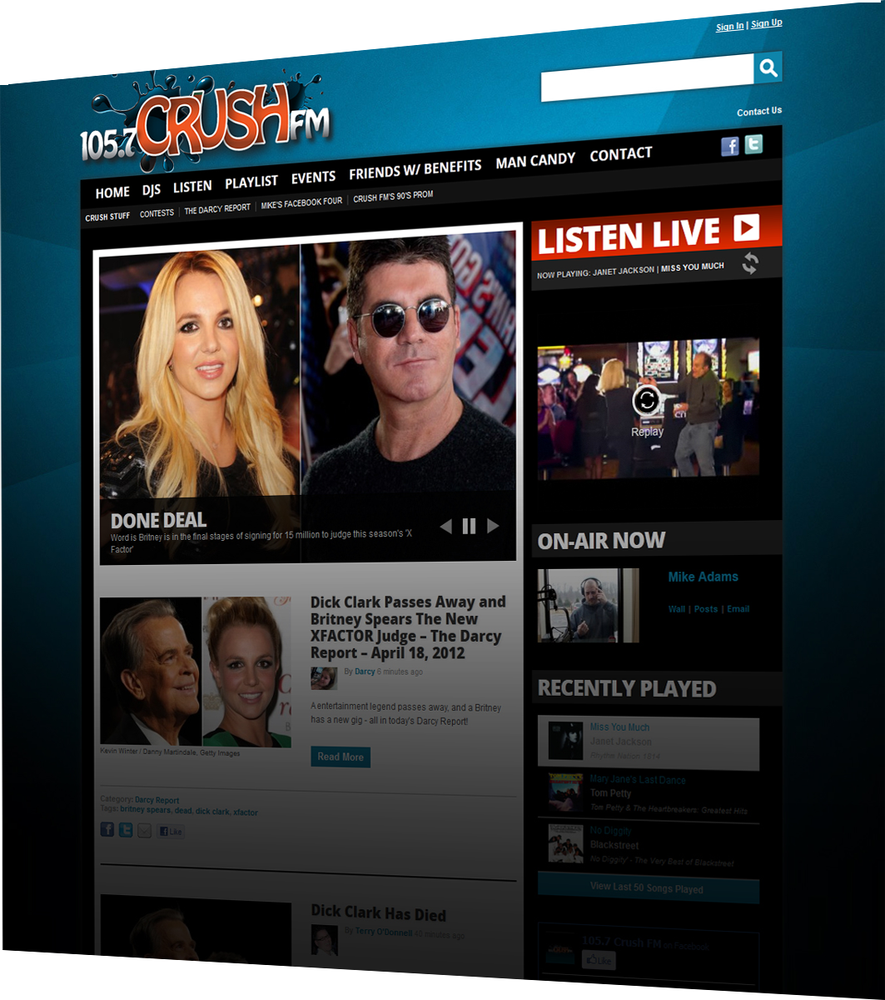 Sign In | Sign Up
105.7 CRUSH FM
Contact Us
HOME DJS LISTEN PLAYLIST EVENTS FRIENDS W/ BENEFITS MAN CANDY CONTACT
CRUSH STUFF CONTESTS | THE DARCY REPORT | MIKE'S FACEBOOK FOUR | CRUSH FM'S 90'S PROM
DONE DEAL
Word is Britney is in the final stages of signing for 15 million to judge this season's 'X
Factor'
Dick Clark Passes Away and
Britney Spears The New
XFACTOR Judge – The Darcy
Report – April 18, 2012
By Darcy 6 minutes ago
A entertainment legend passes away, and a Britney
has a new gig - all in today's Darcy Report!
Read More
Kevin Winter / Danny Martindale, Getty Images
Category: Darcy Report
Tags: britney spears, dead, dick clark, xfactor
Like
Dick Clark Has Died
By Terry O'Donnell 40 minutes ago
LISTEN LIVE
NOW PLAYING: JANET JACKSON | MISS YOU MUCH
Replay
ON-AIR NOW
Mike Adams
Wall | Posts | Email
RECENTLY PLAYED
Miss You Much
Janet Jackson
Rhythm Nation 1814
Mary Jane's Last Dance
Tom Petty
Tom Petty & The Heartbreakers: Greatest Hits
No Diggity
Blackstreet
No Diggity' - The Very Best of Blackstreet
View Last 50 Songs Played
105.7 Crush FM on Facebook
Like